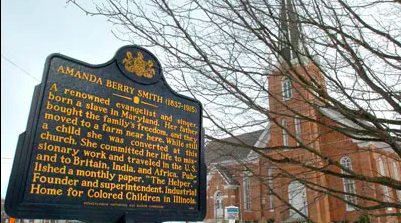 AMANDA BERRY SMITH (1837-1915)
A renowned evangelist and singer
born a slave in Maryland. Her father
bought the family's freedom, and they
moved to a farm near here. While still
a child she was converted at this
church. She committed her life to mis-
sionary work and traveled in the U.S.
and to Britain, India, and Africa. Pub-
lished a monthly paper, "The Helper."
Founder and superintendent, Industrial
Home for Colored Children in Illinois.